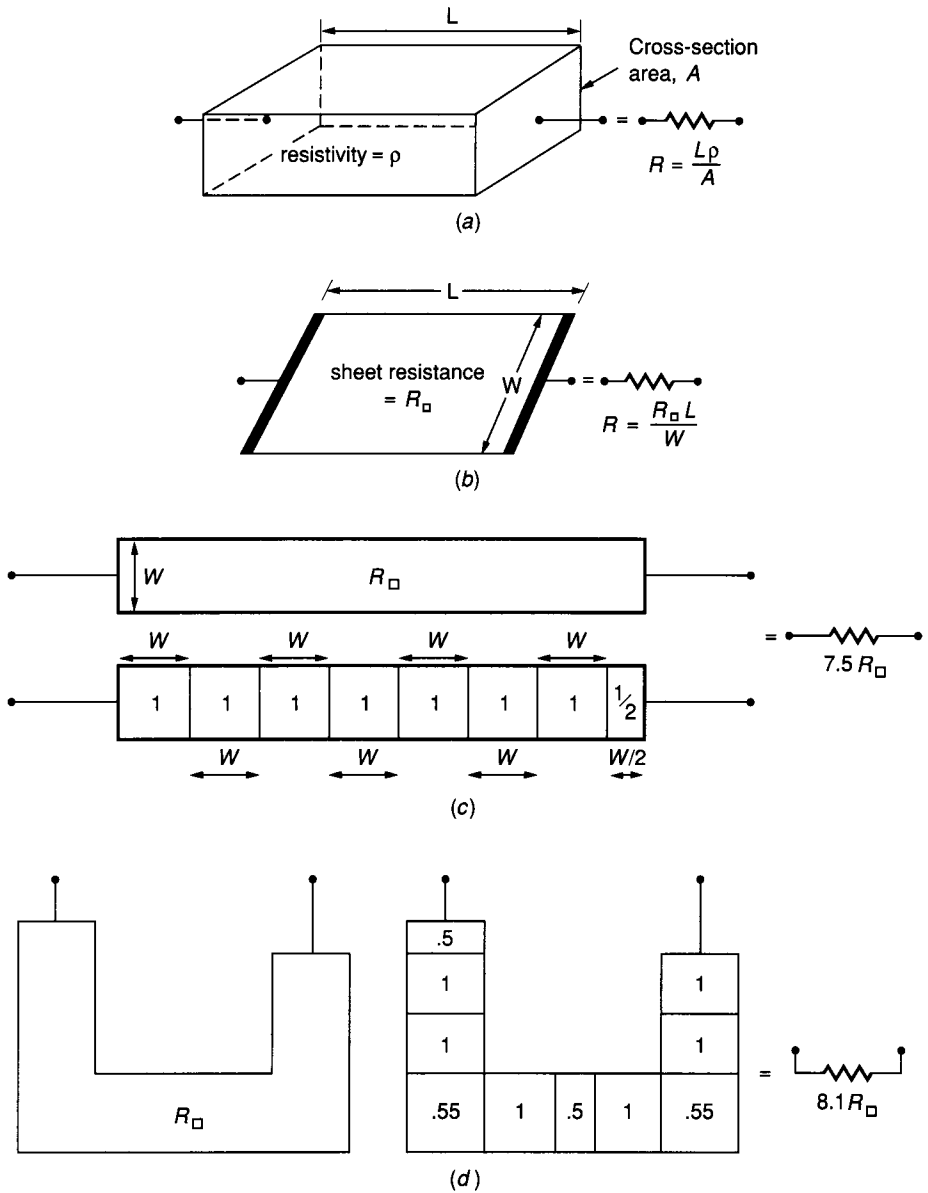 L
Cross-section
area, A
resistivity = ρ
=
R = Lρ/A
(a)
L
sheet resistance
= R□
W
=
R = R□ L/W
(b)
W
R□
W W W W
1 1 1 1 1 1 1 1/2
W W W W/2
= 7.5 R□
(c)
R□
.5
1 1
1 1
.55 1 .5 1 .55
= 8.1 R□
(d)